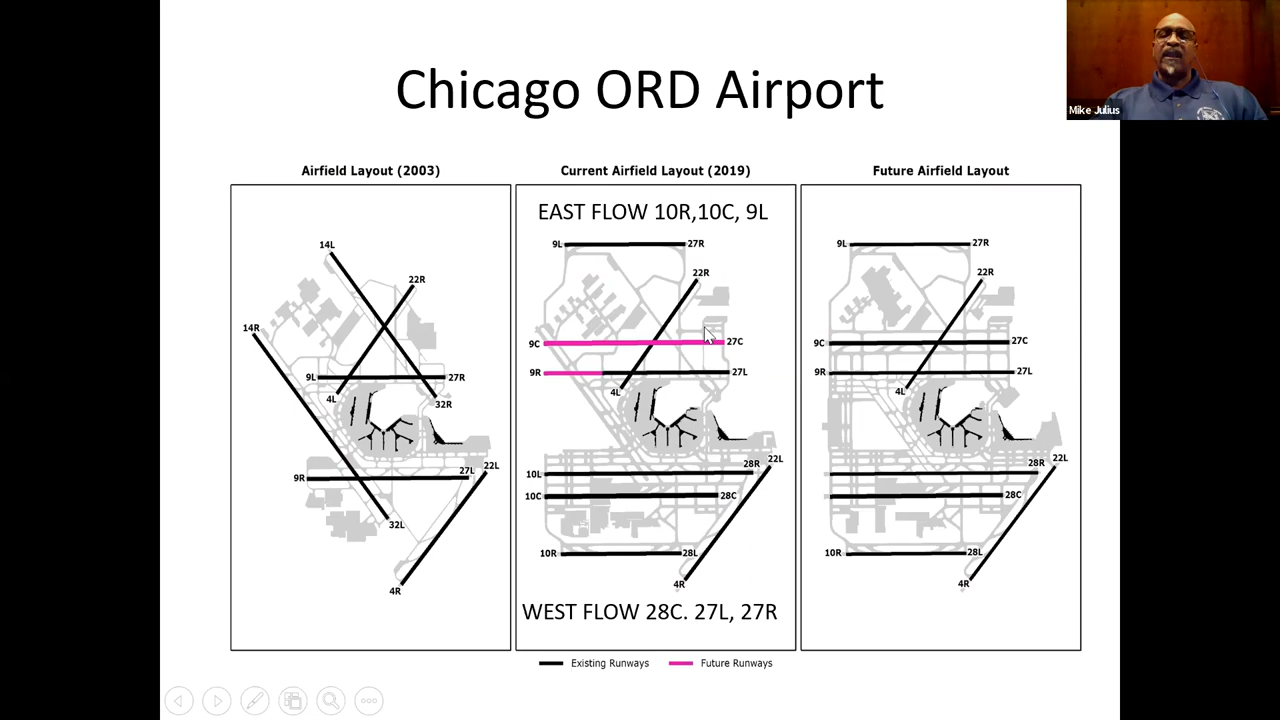 Chicago ORD Airport
Mike Julius
Airfield Layout (2003)
14L
22R
14R
9L
27R
4L
32R
22L
27L
9R
32L
4R
Current Airfield Layout (2019)
EAST FLOW 10R,10C, 9L
9L
27R
22R
9C
27C
9R
27L
4L
22L
28R
10L
10C
28C
10R
28L
4R
WEST FLOW 28C. 27L, 27R
Future Airfield Layout
9L
27R
22R
9C
27C
9R
27L
4L
22L
28R
28C
10R
28L
4R
Existing Runways
Future Runways